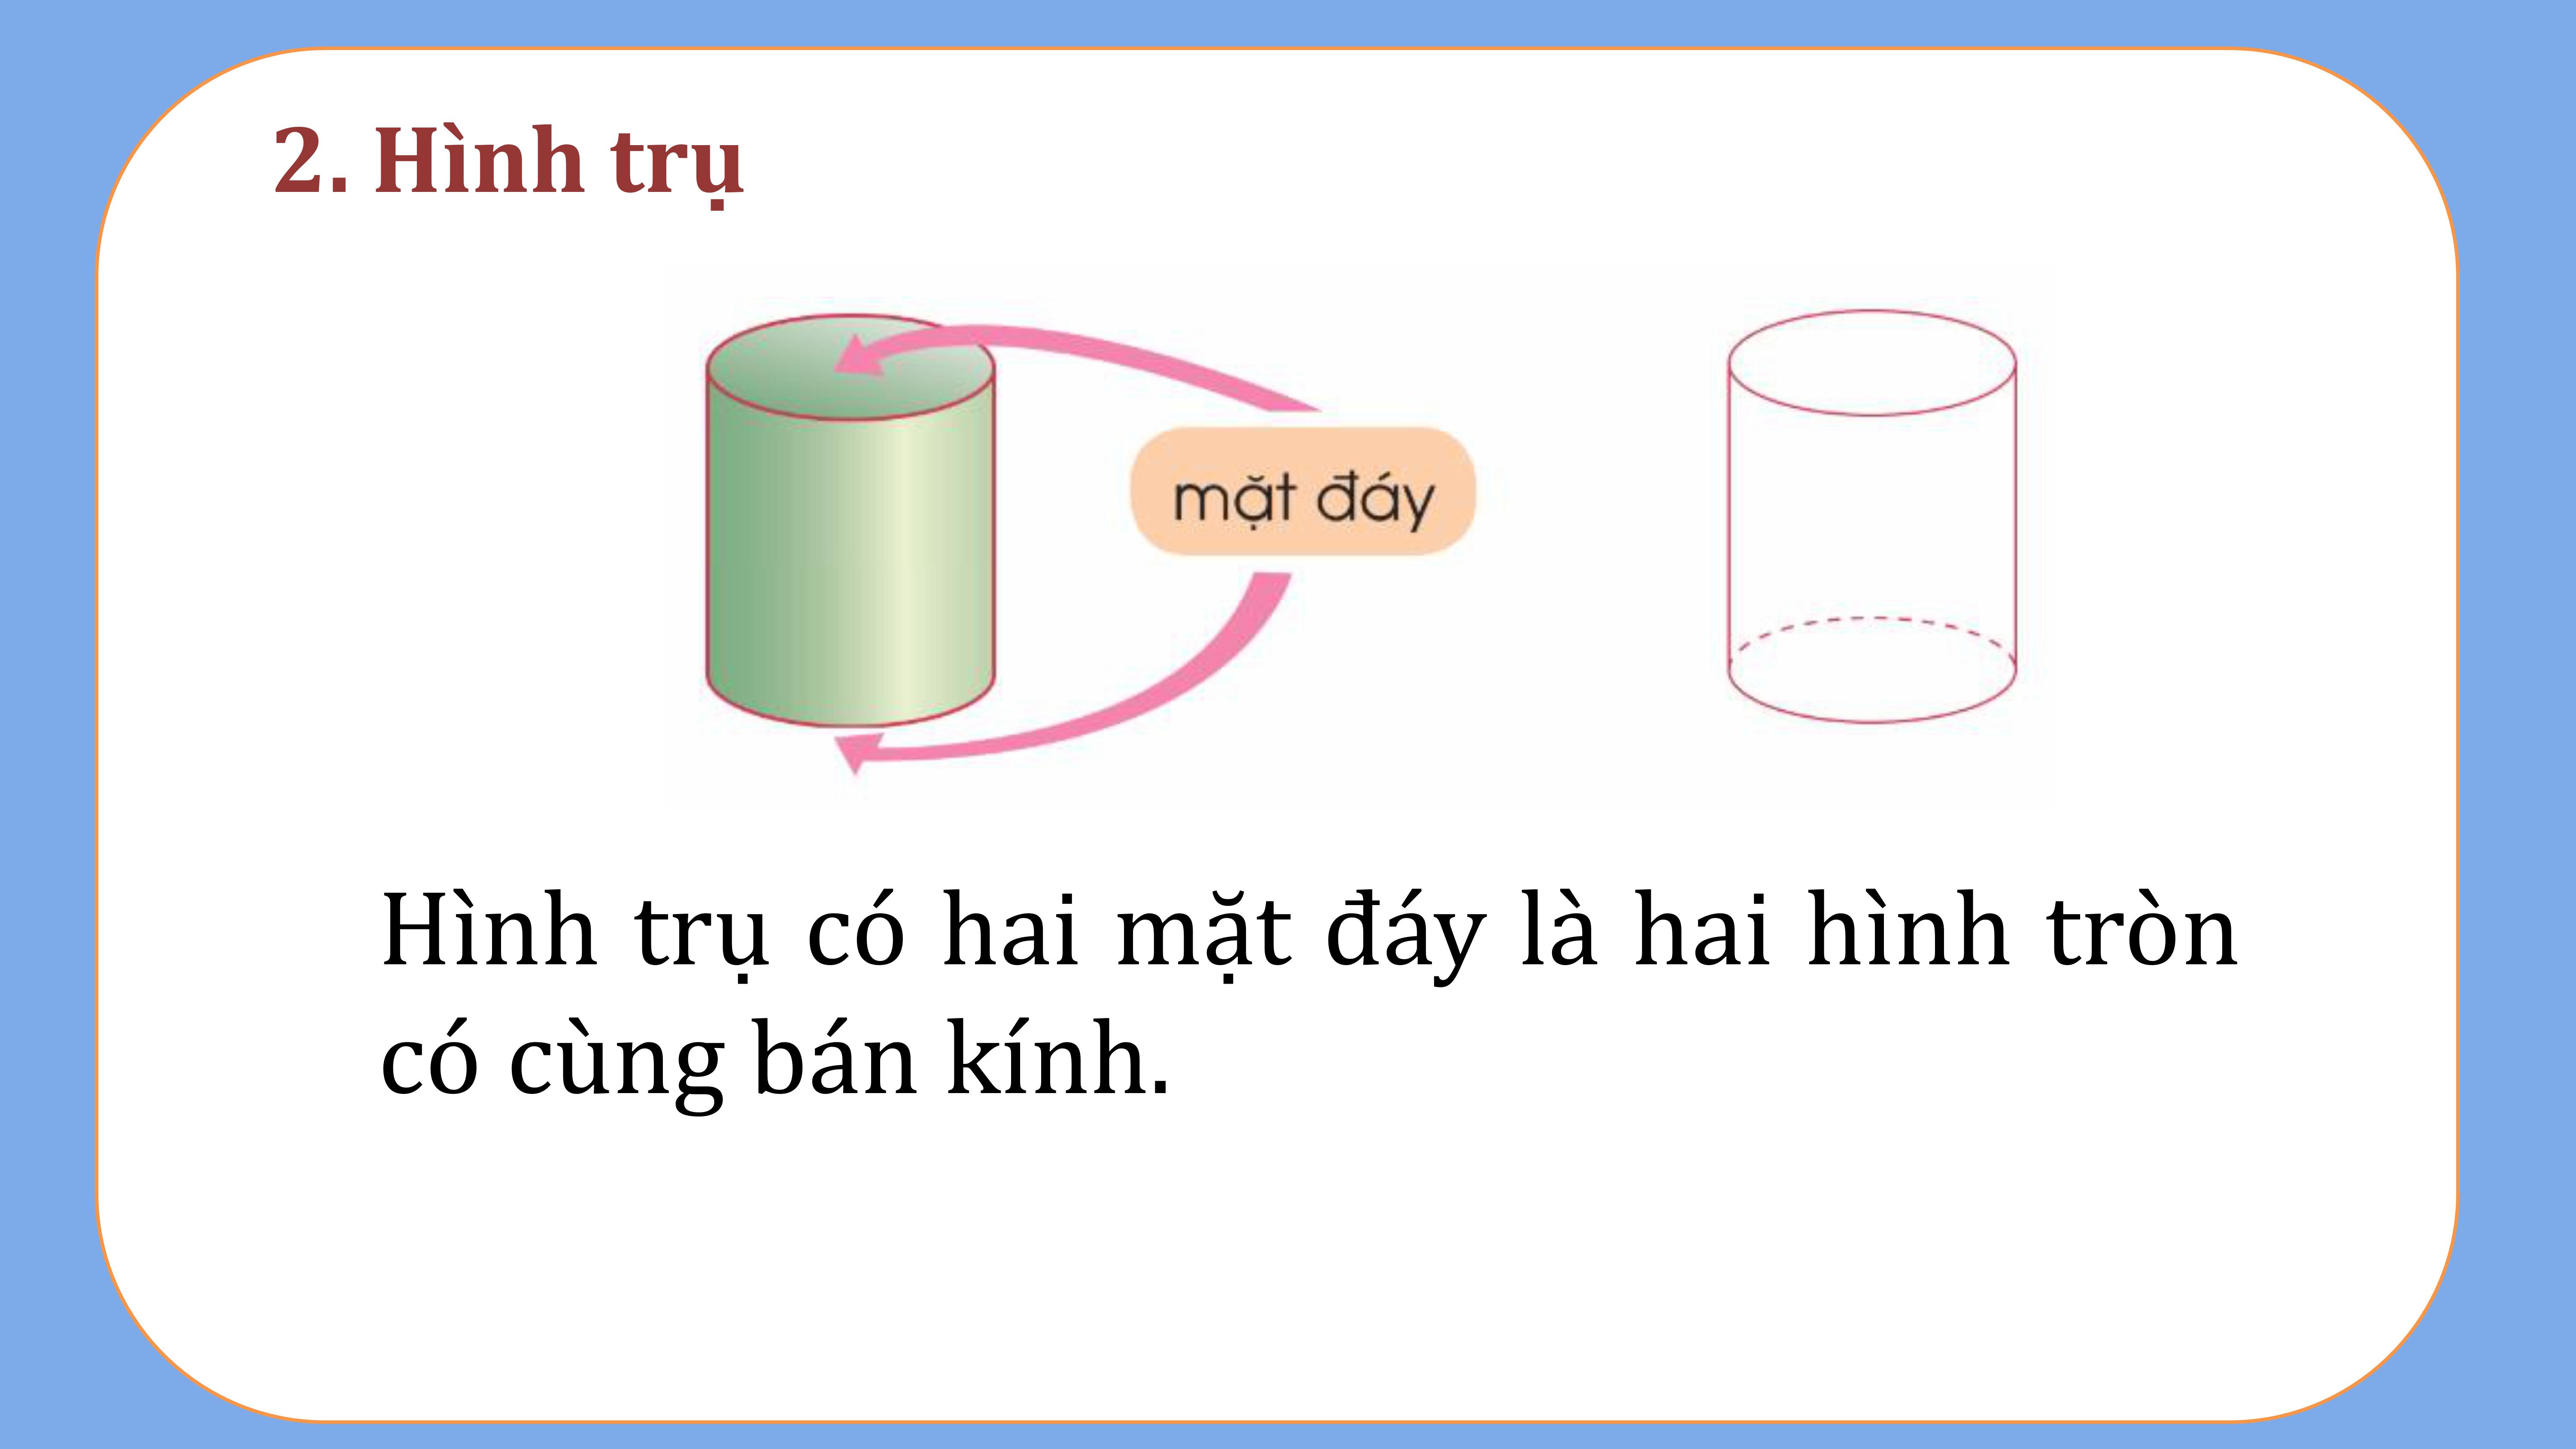 2. Hình trụ
mặt đáy
Hình trụ có hai mặt đáy là hai hình tròn
có cùng bán kính.